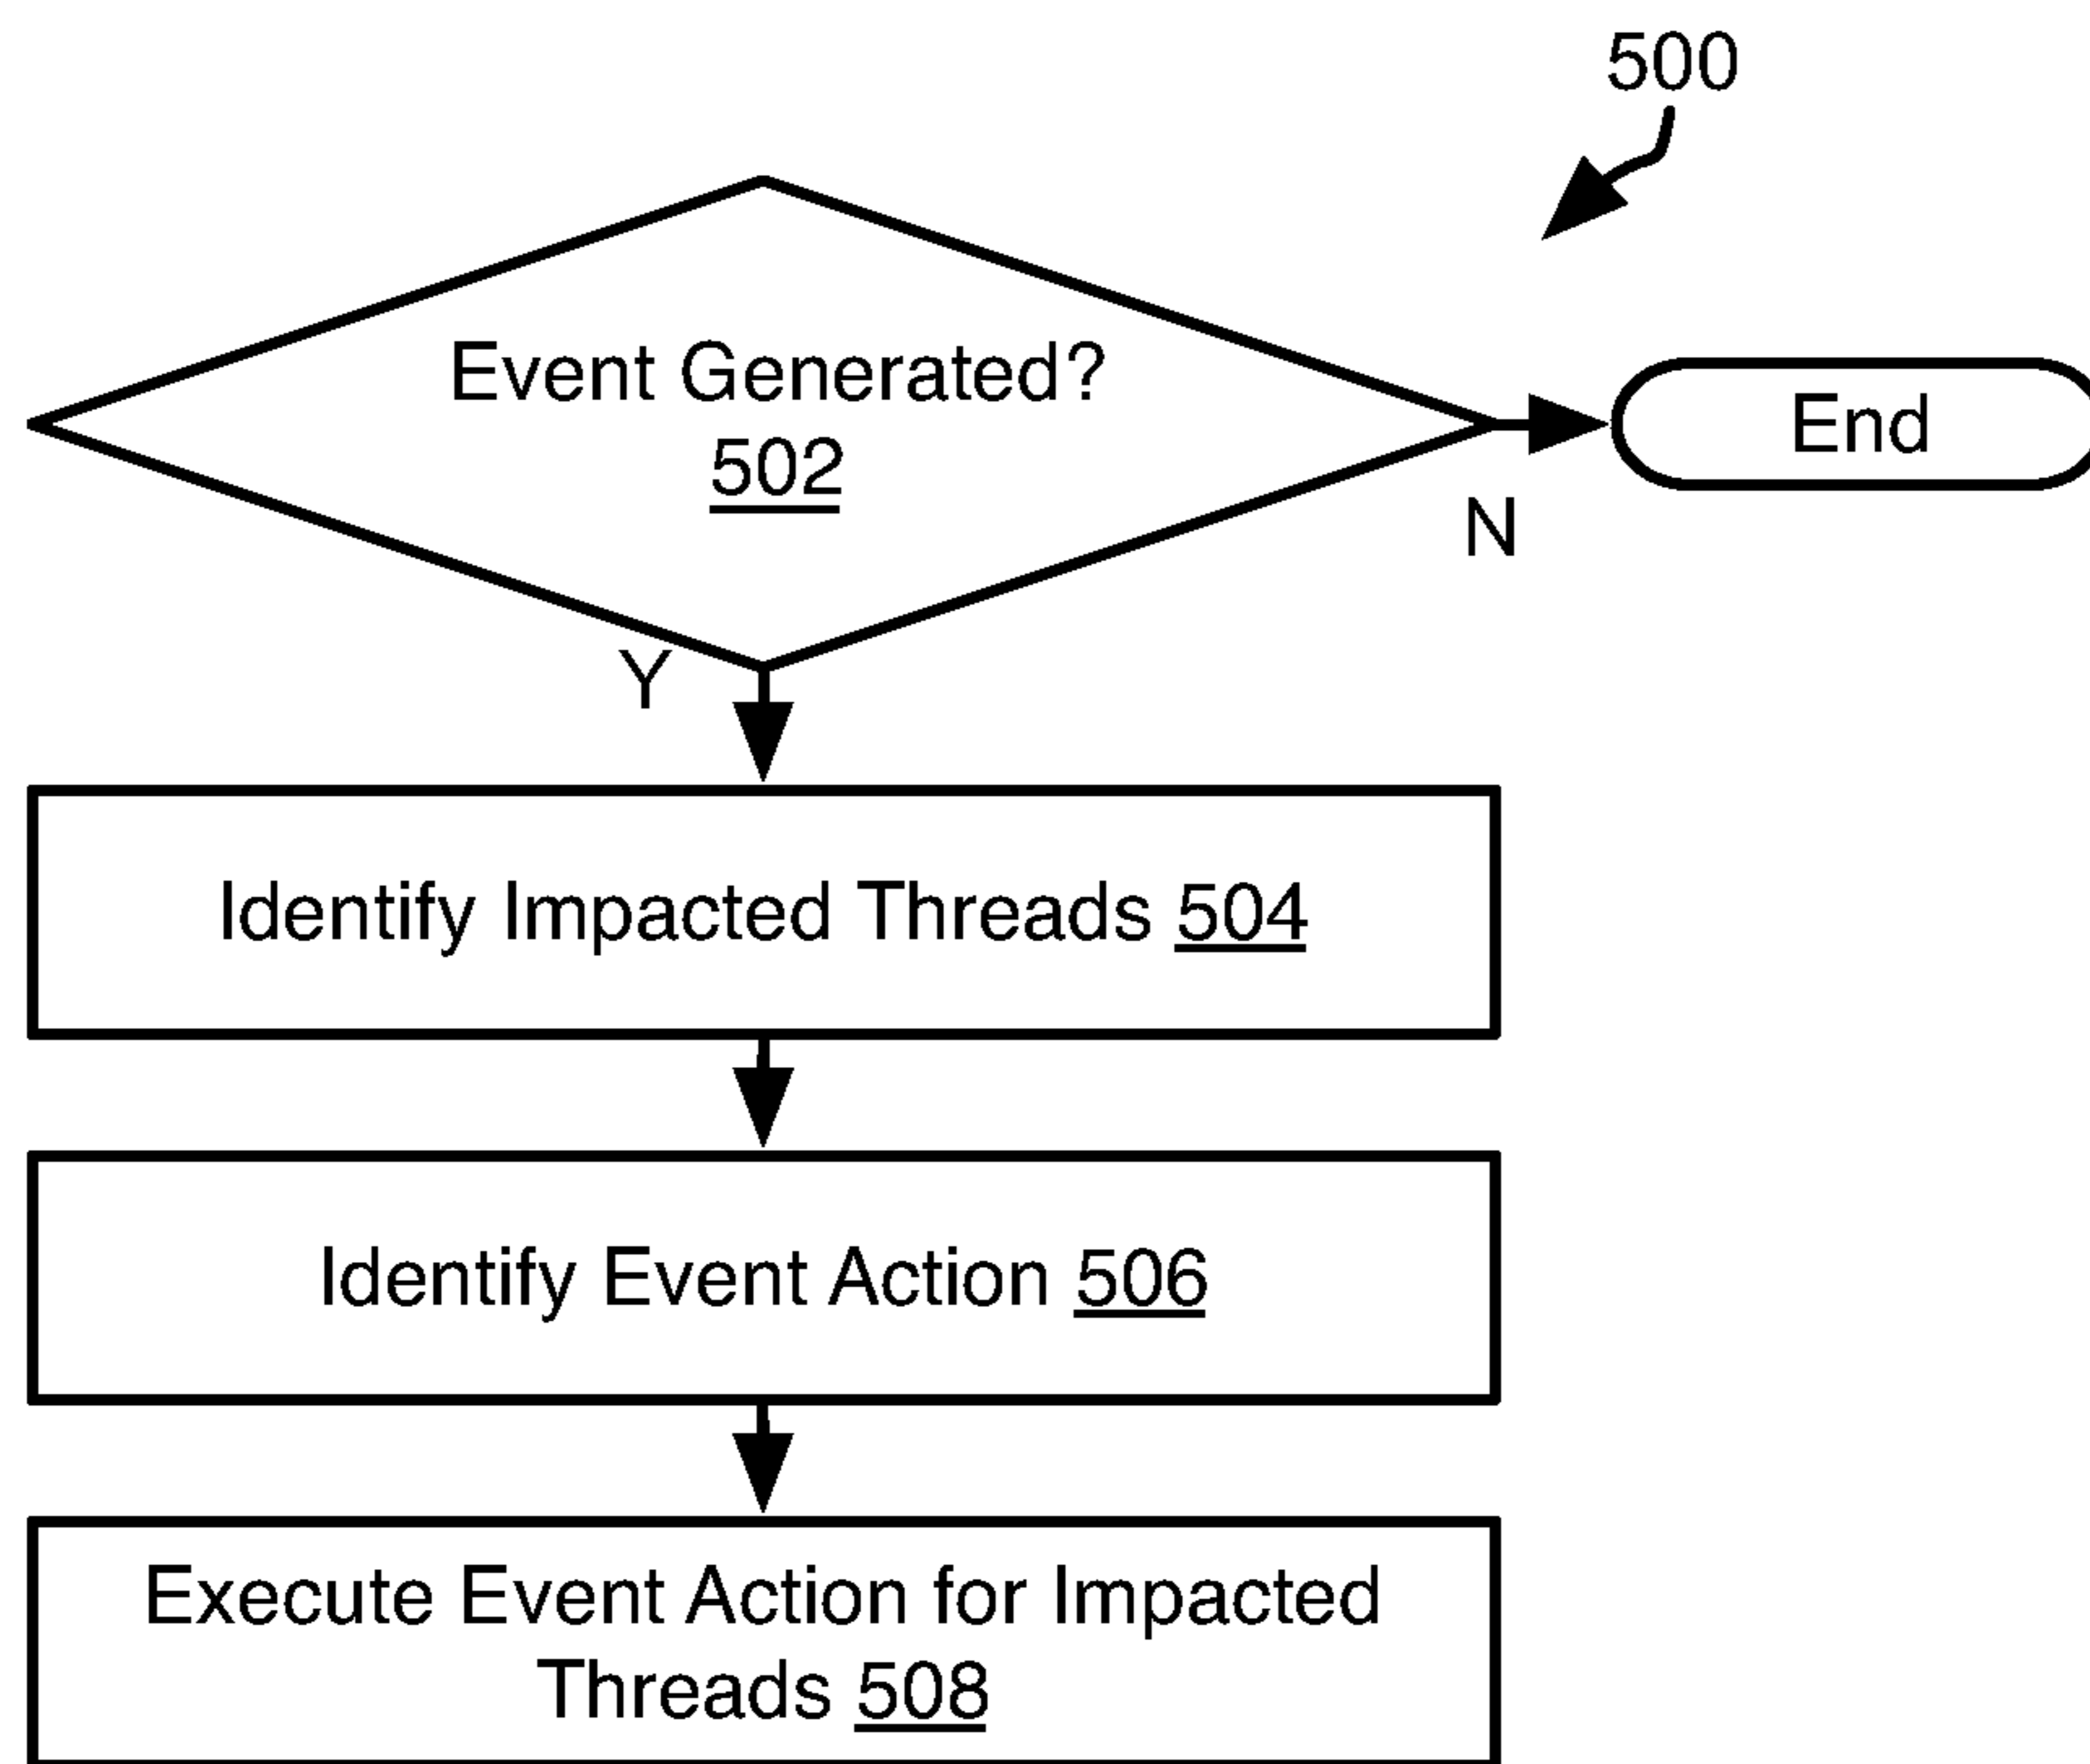 500
Event Generated?
502
End
N
Y
Identify Impacted Threads 504
Identify Event Action 506
Execute Event Action for Impacted
Threads 508